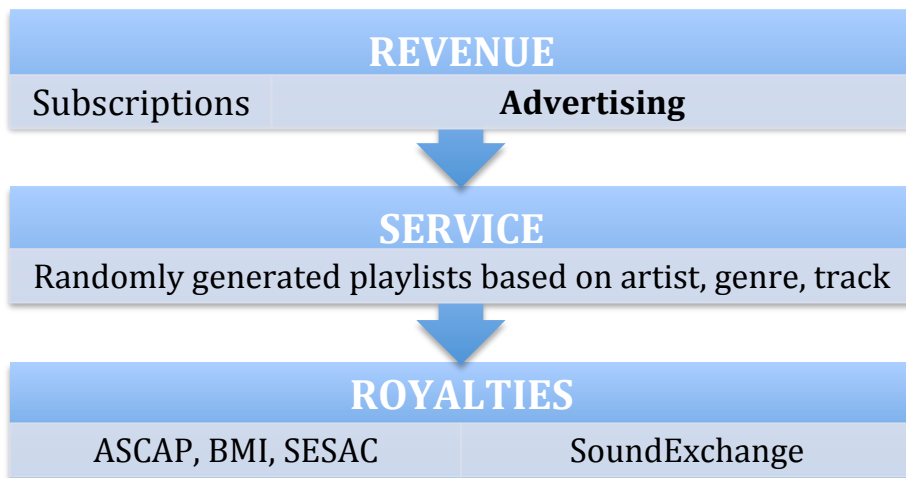 REVENUE
Subscriptions Advertising
SERVICE
Randomly generated playlists based on artist, genre, track
ROYALTIES
ASCAP, BMI, SESAC SoundExchange